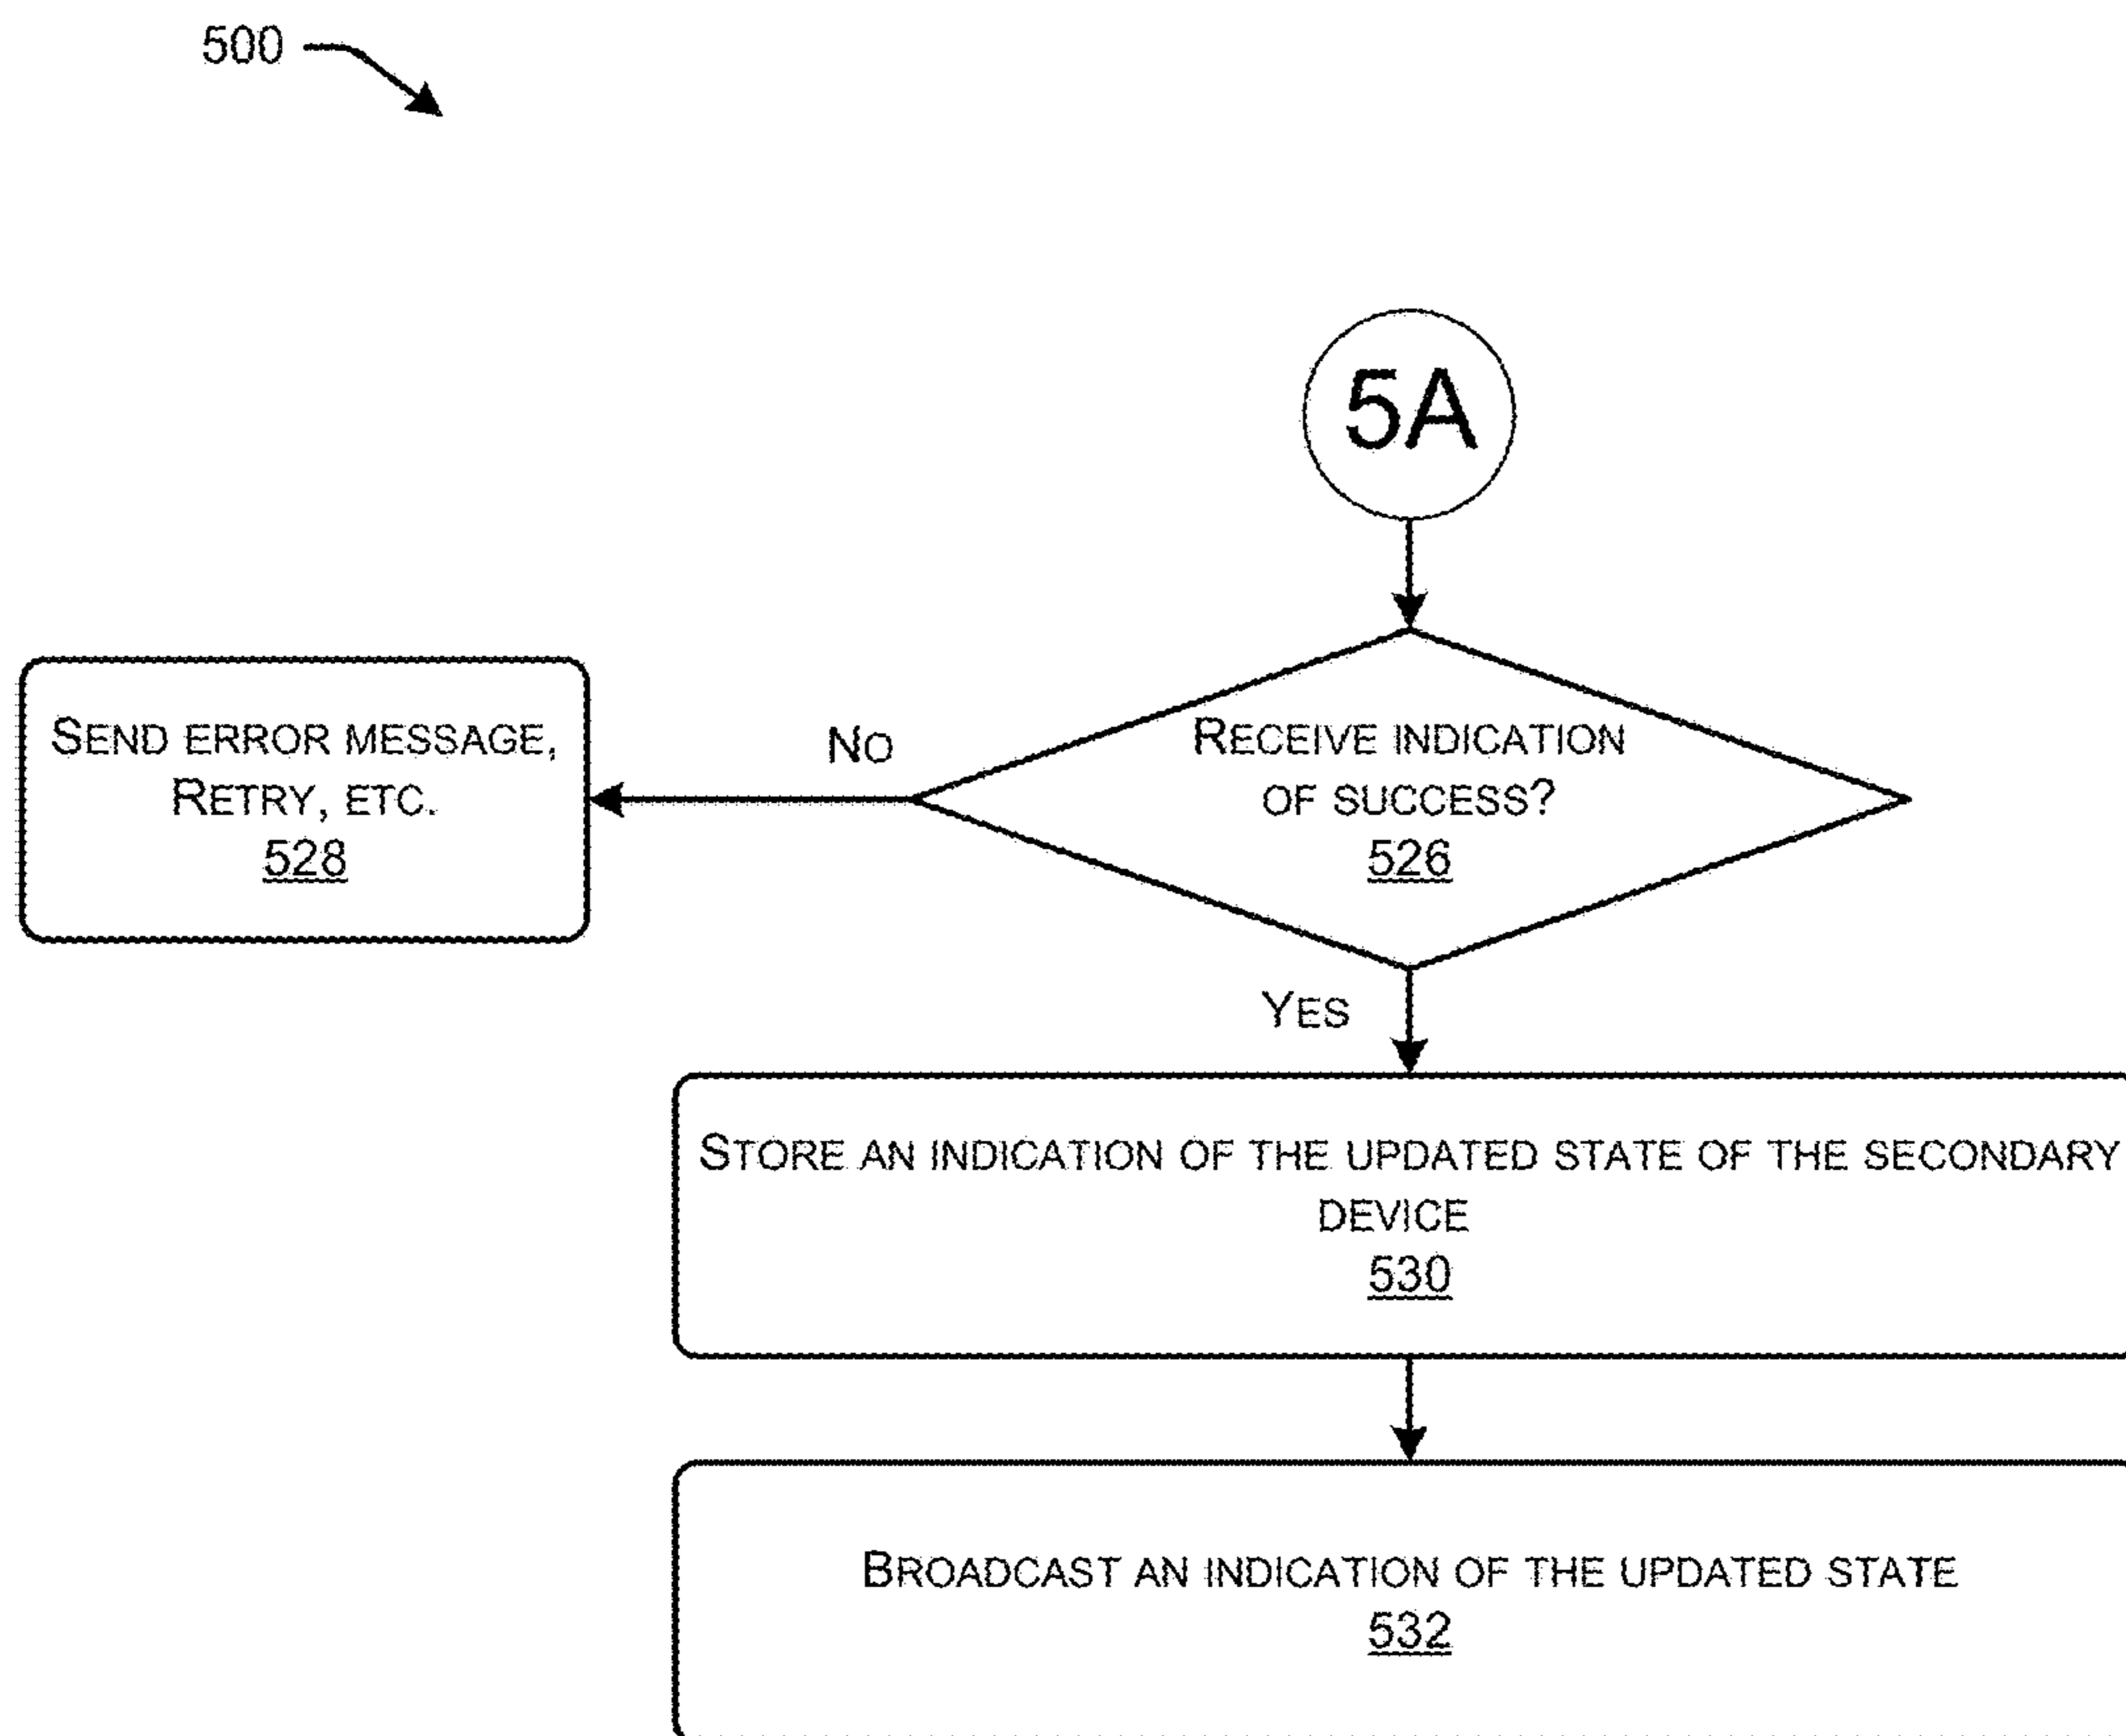 500
5A
RECEIVE INDICATION
OF SUCCESS?
526
NO
SEND ERROR MESSAGE,
RETRY, ETC.
528
YES
STORE AN INDICATION OF THE UPDATED STATE OF THE SECONDARY
DEVICE
530
BROADCAST AN INDICATION OF THE UPDATED STATE
532